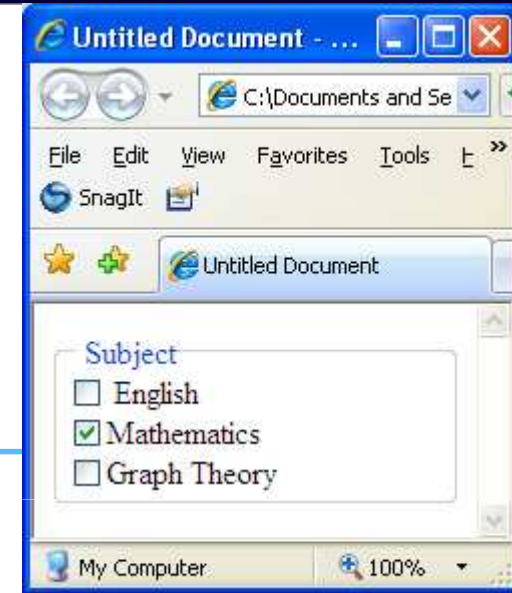 Untitled Document - ...
C:\Documents and Se
File Edit View Favorites Tools »
SnagIt
Untitled Document
Subject
English
Mathematics
Graph Theory
My Computer 100%